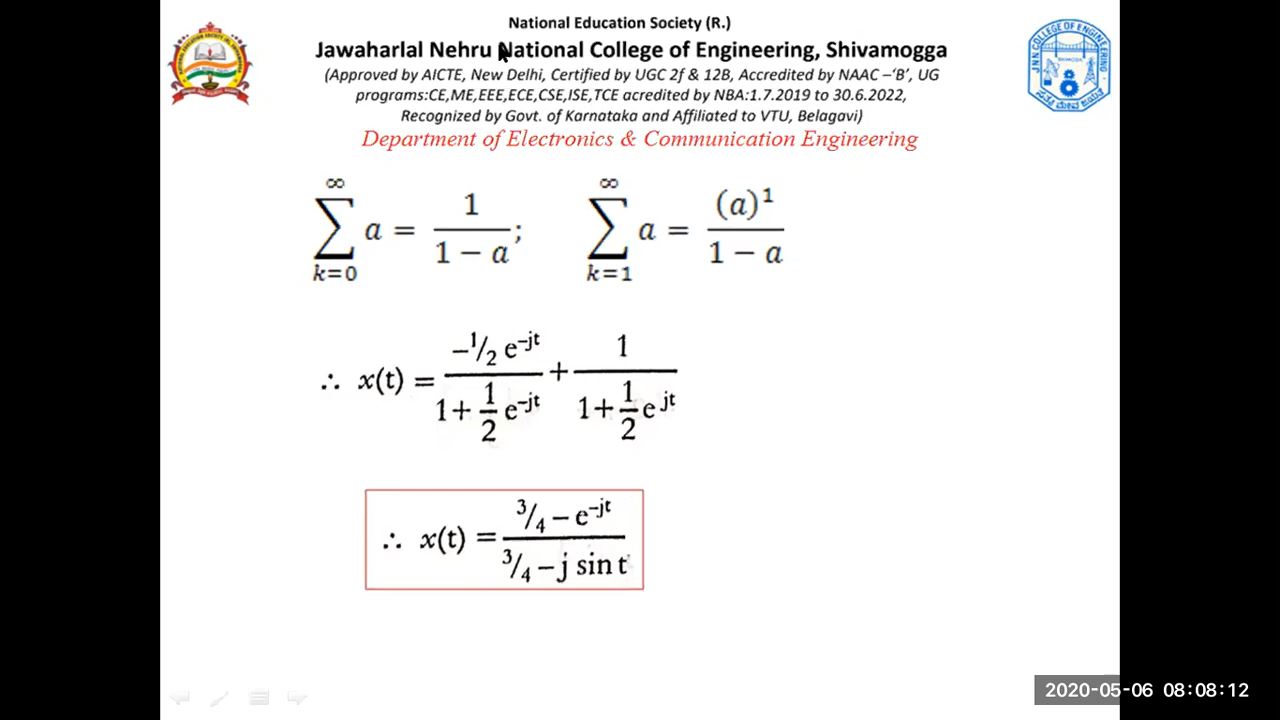 National Education Society (R.)
Jawaharlal Nehru National College of Engineering, Shivamogga
(Approved by AICTE, New Delhi, Certified by UGC 2f & 12B, Accredited by NAAC –‘B’, UG
programs:CE,ME,EEE,ECE,CSE,ISE,TCE acredited by NBA:1.7.2019 to 30.6.2022,
Recognized by Govt. of Karnataka and Affiliated to VTU, Belagavi)
Department of Electronics & Communication Engineering
∑_{k=0}^{∞} a = 1/(1 − a); ∑_{k=1}^{∞} a = (a)^1/(1 − a)
∴ x(t) = (−1/2 e^{−jt})/(1 + 1/2 e^{−jt}) + 1/(1 + 1/2 e^{jt})
∴ x(t) = (3/4 − e^{−jt})/(3/4 − j sin t)
2020-05-06 08:08:12